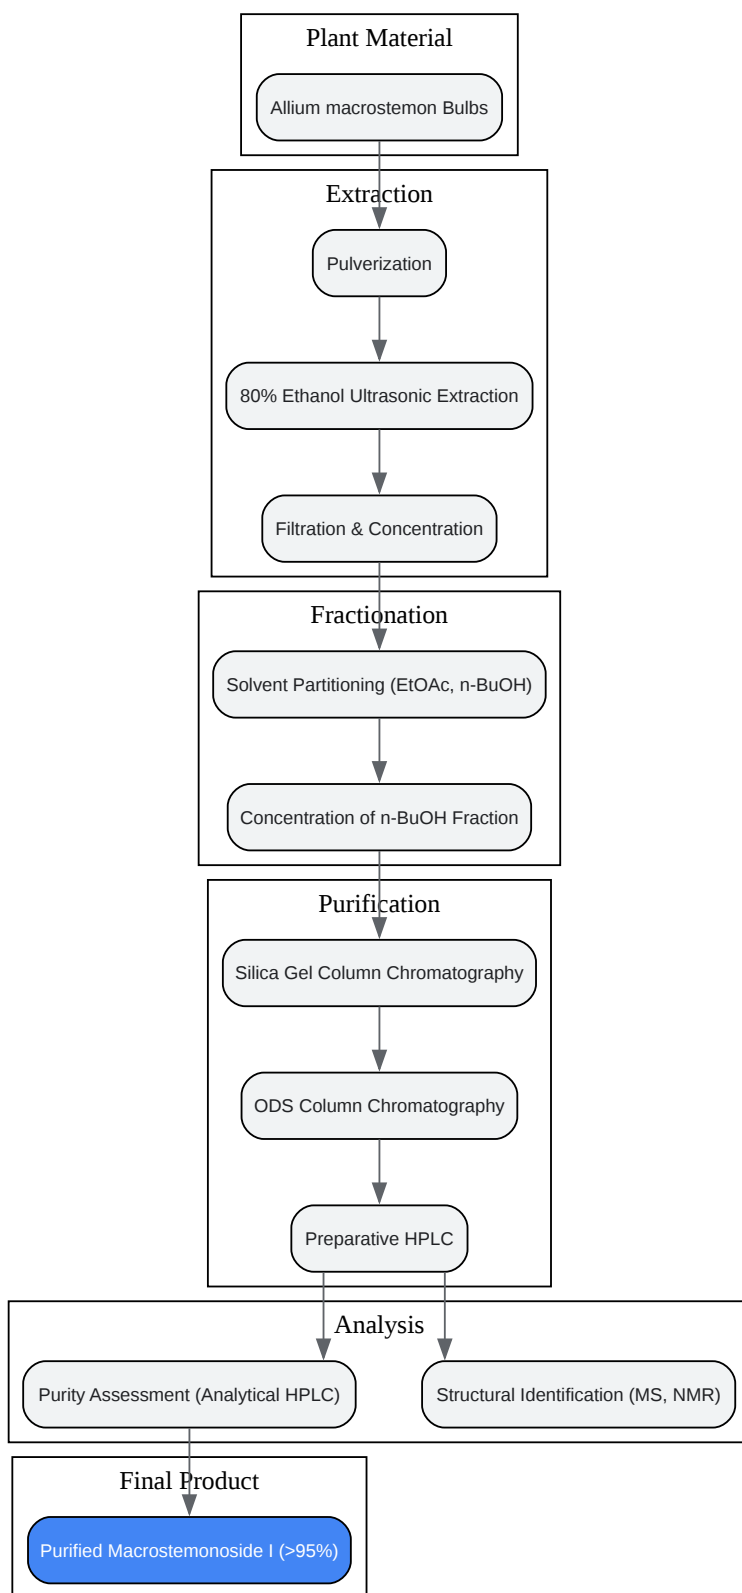 Plant Material
Allium macrostemon Bulbs
Extraction
Pulverization
80% Ethanol Ultrasonic Extraction
Filtration & Concentration
Fractionation
Solvent Partitioning (EtOAc, n-BuOH)
Concentration of n-BuOH Fraction
Purification
Silica Gel Column Chromatography
ODS Column Chromatography
Preparative HPLC
Analysis
Purity Assessment (Analytical HPLC)
Structural Identification (MS, NMR)
Final Product
Purified Macrostemonoside I (>95%)